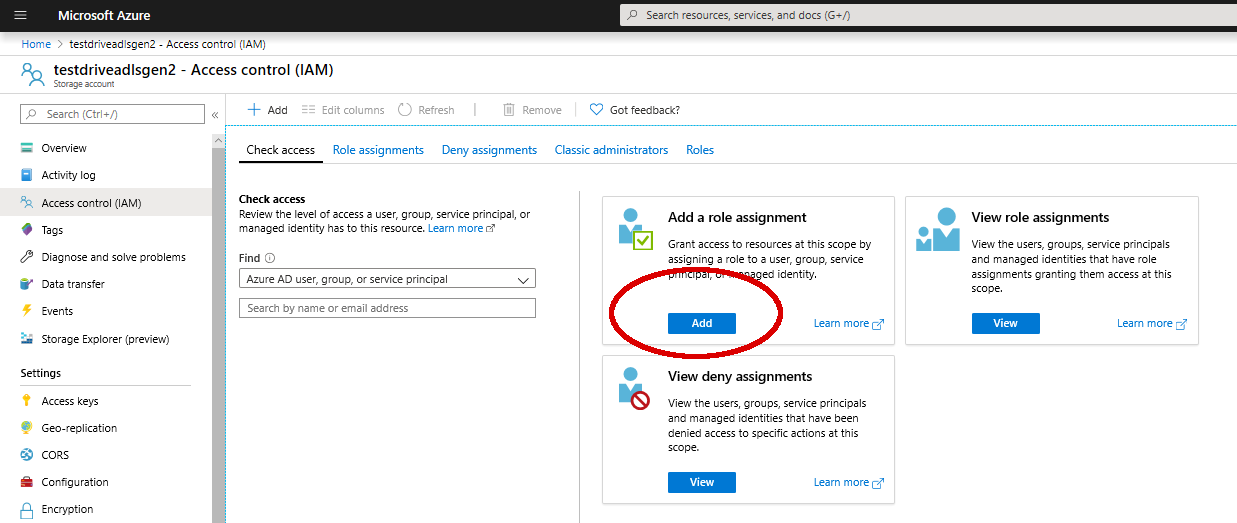 Microsoft Azure
Search resources, services, and docs (G+/)
Home > testdriveadlsgen2 - Access control (IAM)
testdriveadlsgen2 - Access control (IAM)
Storage account
Search (Ctrl+/)
«
Overview
Activity log
Access control (IAM)
Tags
Diagnose and solve problems
Data transfer
Events
Storage Explorer (preview)
Settings
Access keys
Geo-replication
CORS
Configuration
Encryption
Add Edit columns Refresh Remove Got feedback?
Check access Role assignments Deny assignments Classic administrators Roles
Check access
Review the level of access a user, group, service principal, or
managed identity has to this resource. Learn more
Find
Azure AD user, group, or service principal
Search by name or email address
Add a role assignment
Grant access to resources at this scope by
assigning a role to a user, group, service
principal, or managed identity.
Add Learn more
View role assignments
View the users, groups, service principals
and managed identities that have role
assignments granting them access at this
scope.
View Learn more
View deny assignments
View the users, groups, service principals
and managed identities that have been
denied access to specific actions at this
scope.
View Learn more